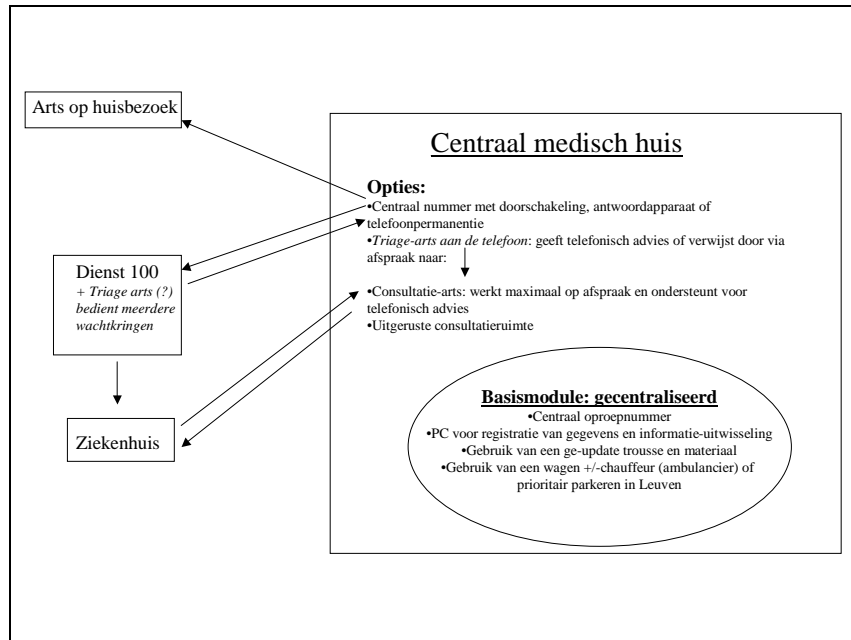 Arts op huisbezoek
Centraal medisch huis
Opties:
•Centraal nummer met doorschakeling, antwoordapparaat of
telefoonpermanentie
•Triage-arts aan de telefoon: geeft telefonisch advies of verwijst door via
afspraak naar:
•Consultatie-arts: werkt maximaal op afspraak en ondersteunt voor
telefonisch advies
•Uitgeruste consultatieruimte
Dienst 100
+ Triage arts (?)
bedient meerdere
wachtkringen
Ziekenhuis
Basismodule: gecentraliseerd
•Centraal oproepnummer
•PC voor registratie van gegevens en informatie-uitwisseling
•Gebruik van een ge-update trousse en materiaal
•Gebruik van een wagen +/-chauffeur (ambulancier) of
prioritair parkeren in Leuven